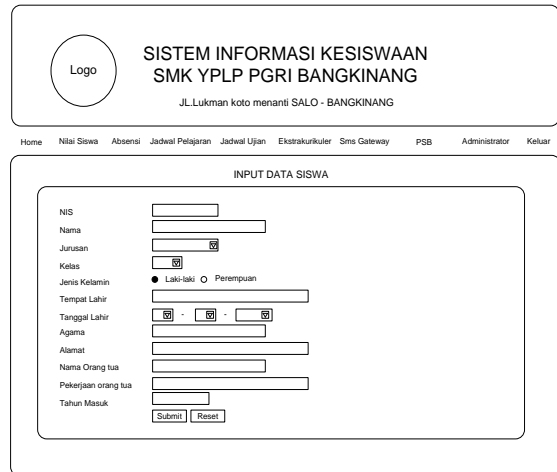 Logo
SISTEM INFORMASI KESISWAAN
SMK YPLP PGRI BANGKINANG
JL.Lukman koto menanti SALO - BANGKINANG
Home Nilai Siswa Absensi Jadwal Pelajaran Jadwal Ujian Ekstrakurikuler Sms Gateway PSB Administrator Keluar
INPUT DATA SISWA
NIS
Nama
Jurusan
Kelas
Jenis Kelamin Laki-laki Perempuan
Tempat Lahir
Tanggal Lahir - -
Agama
Alamat
Nama Orang tua
Pekerjaan orang tua
Tahun Masuk
Submit Reset